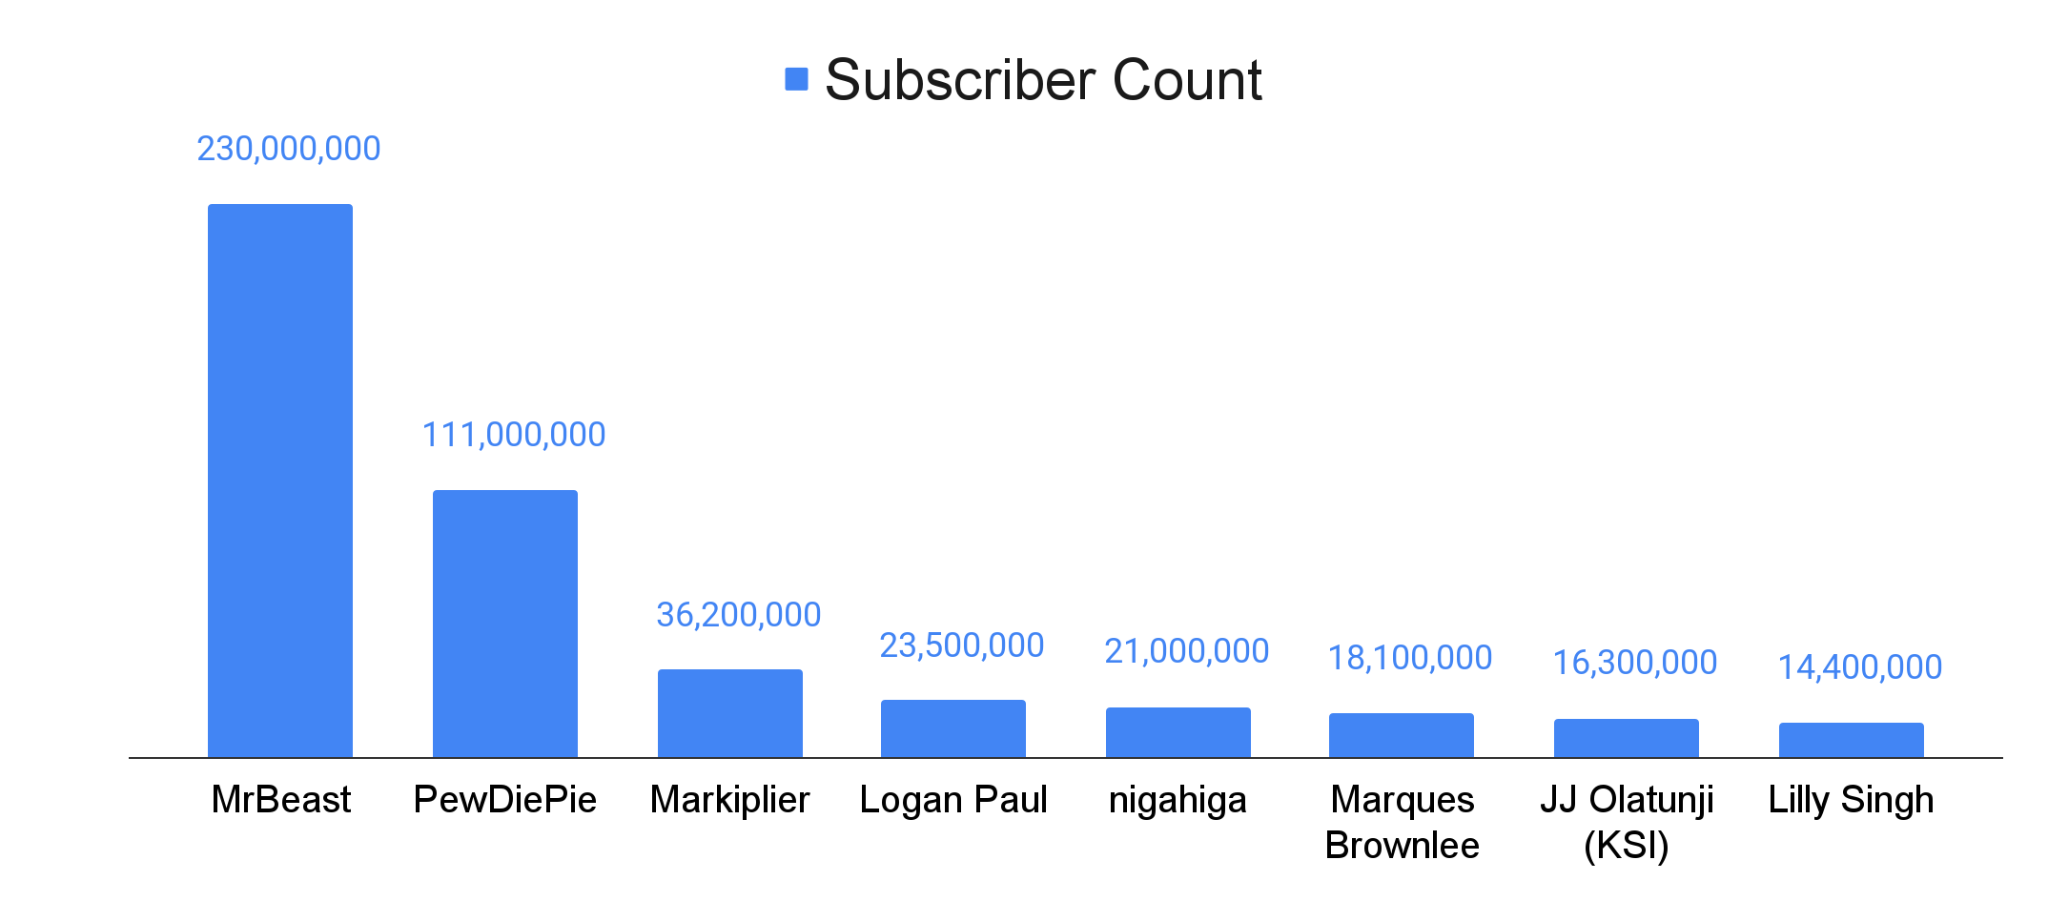 Subscriber Count
230,000,000
111,000,000
36,200,000
23,500,000
21,000,000
18,100,000
16,300,000
14,400,000
MrBeast
PewDiePie
Markiplier
Logan Paul
nigahiga
Marques
Brownlee
JJ Olatunji
(KSI)
Lilly Singh